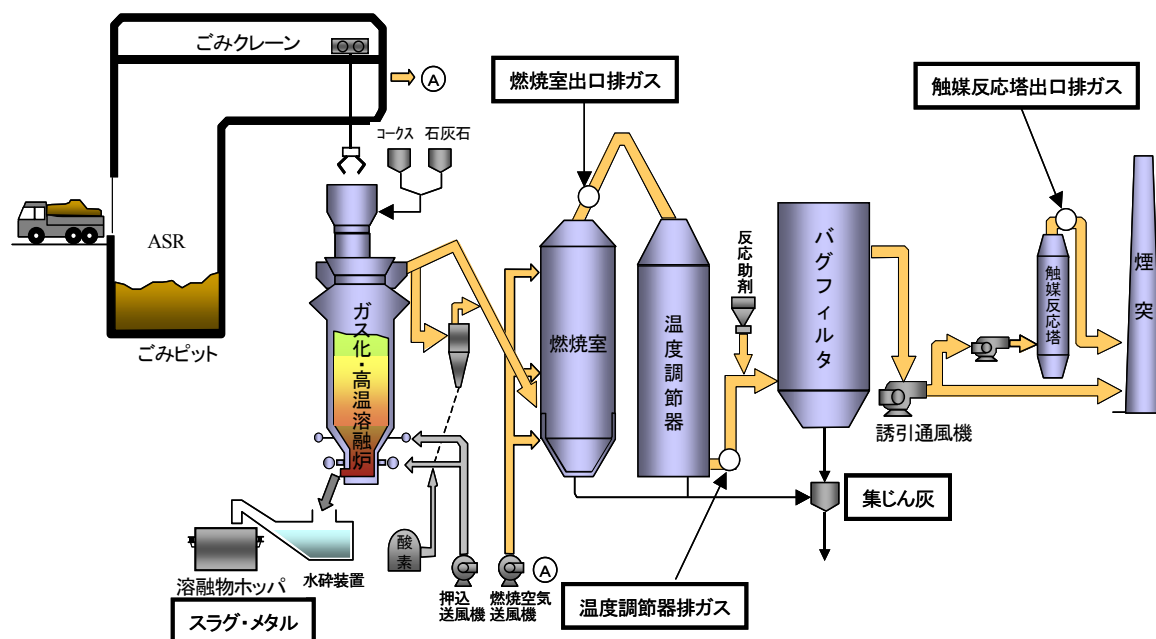 ごみクレーン
A
燃焼室出口排ガス
触媒反応塔出口排ガス
コークス
石灰石
ASR
ごみピット
ガス化・高温溶融炉
燃焼室
温度調節器
反応助剤
バグフィルタ
触媒反応塔
煙突
誘引通風機
集じん灰
酸素
溶融物ホッパ
水砕装置
スラグ・メタル
押込
送風機
燃焼空気
送風機
A
温度調節器排ガス